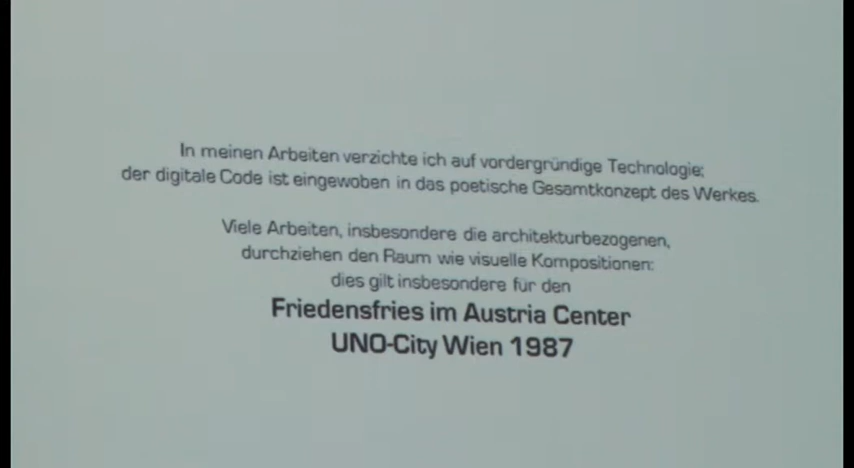 In meinen Arbeiten verzichte ich auf vordergründige Technologie;
der digitale Code ist eingewoben in das poetische Gesamtkonzept des Werkes.
Viele Arbeiten, insbesondere die architekturbezogenen,
durchziehen den Raum wie visuelle Kompositionen:
dies gilt insbesondere für den
Friedensfries im Austria Center
UNO-City Wien 1987